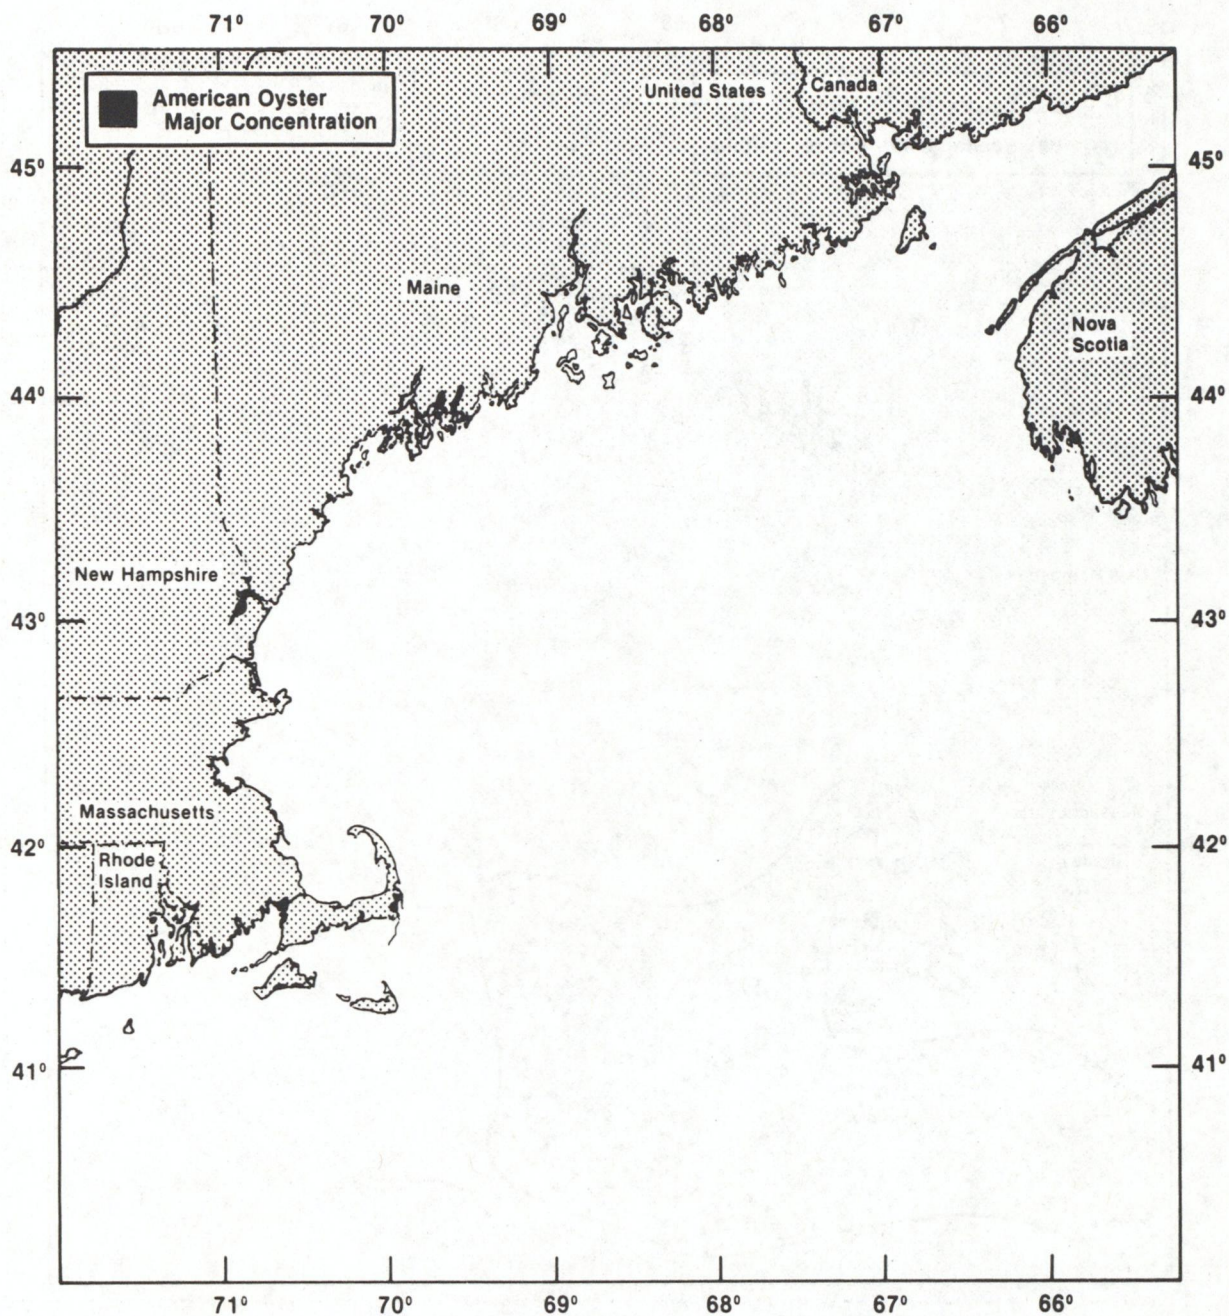 71° 70° 69° 68° 67° 66°
American Oyster
Major Concentration
United States
Canada
45° 45°
Maine
Nova
Scotia
44° 44°
New Hampshire
43° 43°
Massachusetts
42° 42°
Rhode
Island
41° 41°
71° 70° 69° 68° 67° 66°